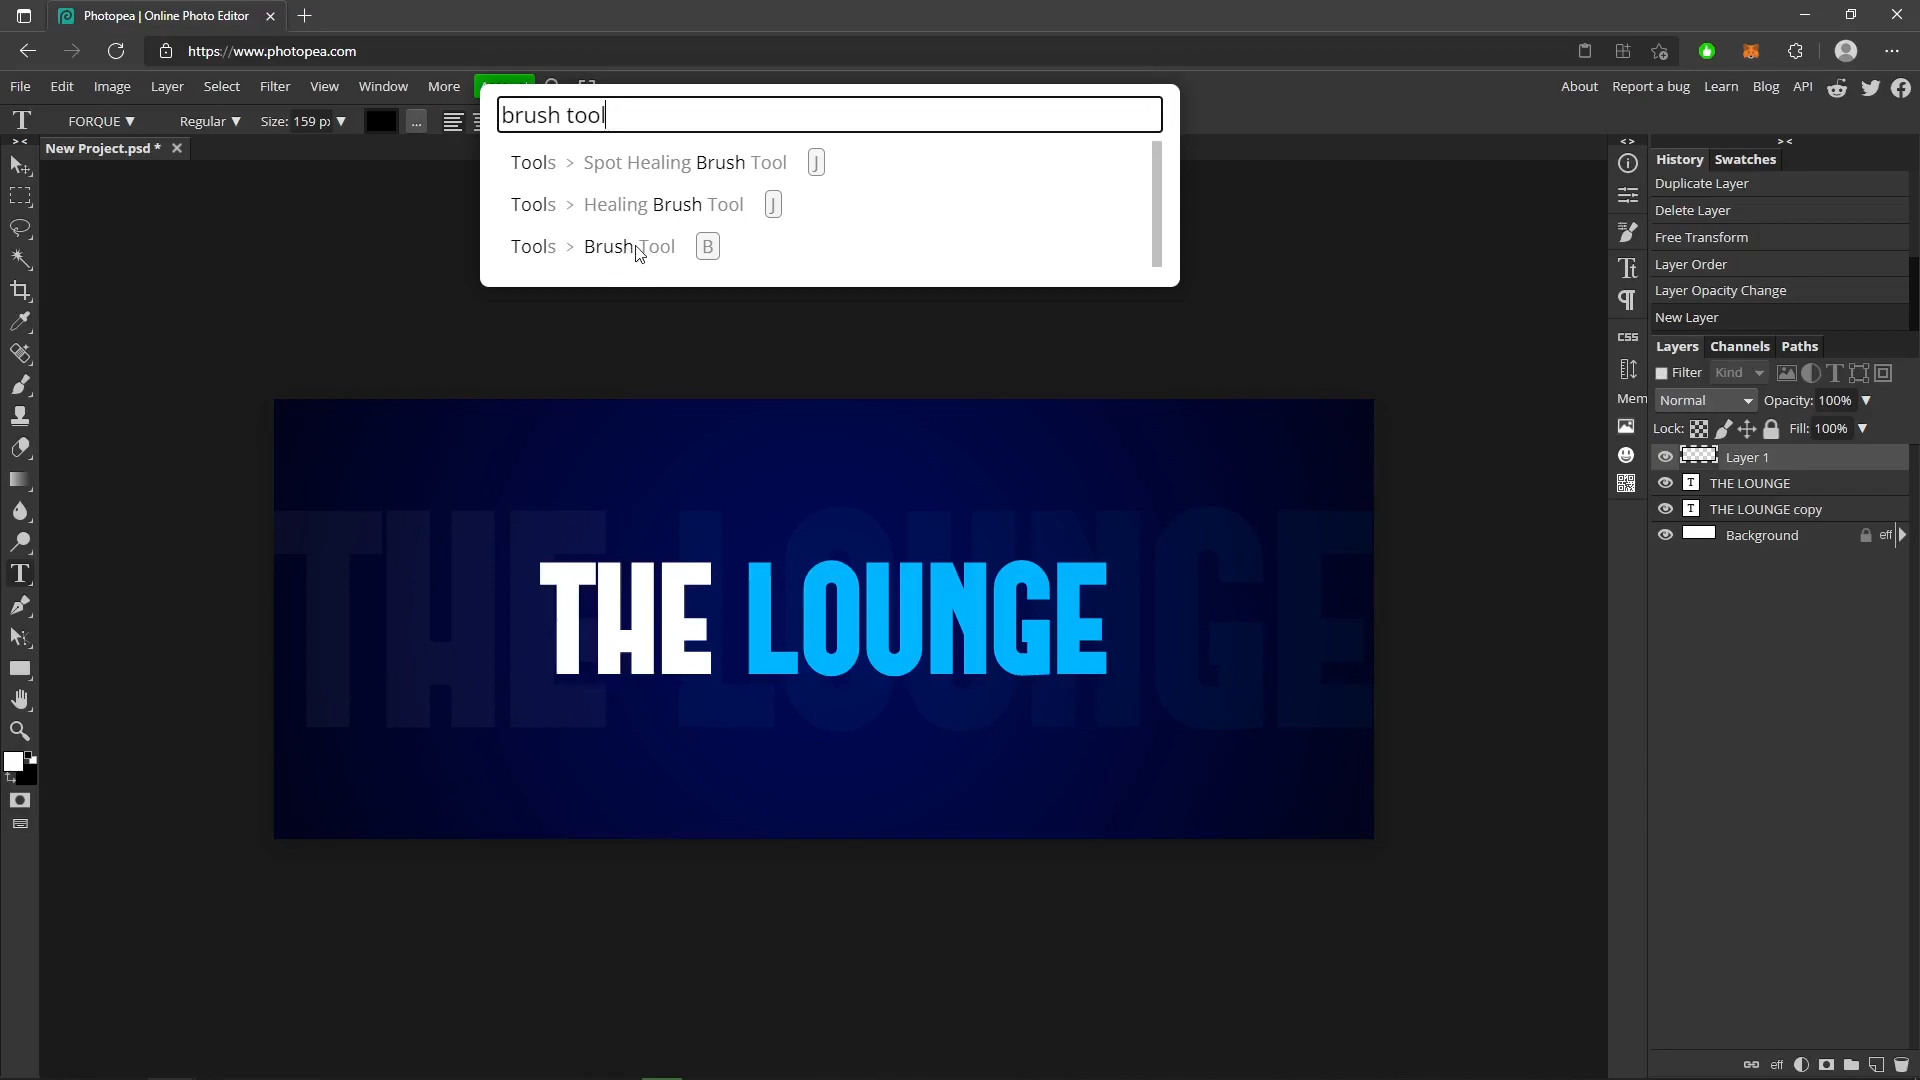 Photopea | Online Photo Editor
https://www.photopea.com
File Edit Image Layer Select Filter View Window More
About Report a bug Learn Blog API
T FORQUE Regular Size: 159 px ...
brush tool
Tools > Spot Healing Brush Tool J
Tools > Healing Brush Tool J
Tools > Brush Tool B
New Project.psd *
History Swatches
Duplicate Layer
Delete Layer
Free Transform
Layer Order
Layer Opacity Change
New Layer
CSS
Mem
Layers Channels Paths
Filter Kind
Normal Opacity: 100%
Lock: Fill: 100%
Layer 1
T THE LOUNGE
T THE LOUNGE copy
Background eff
THE LOUNGE
THE LOUNGE
eff